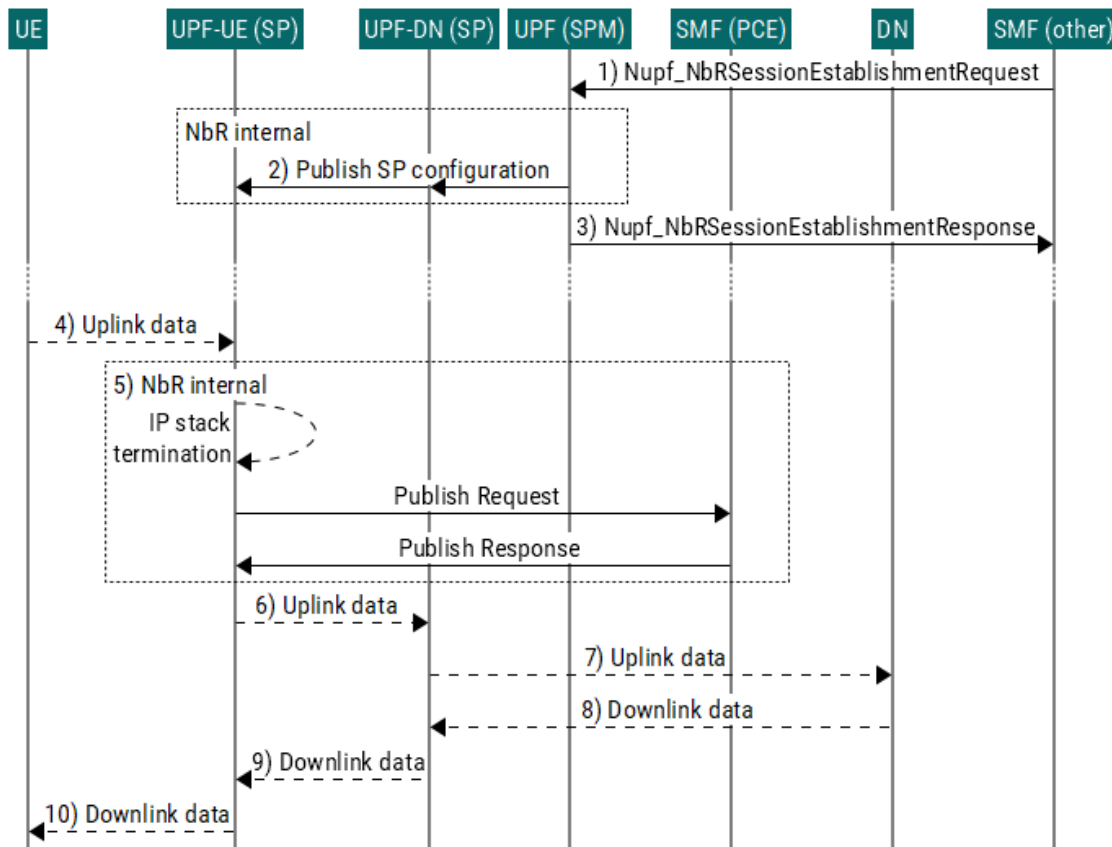 UE
UPF-UE (SP)
UPF-DN (SP)
UPF (SPM)
SMF (PCE)
DN
SMF (other)
1) Nupf_NbRSessionEstablishmentRequest
NbR internal
2) Publish SP configuration
3) Nupf_NbRSessionEstablishmentResponse
4) Uplink data
5) NbR internal
IP stack
termination
Publish Request
Publish Response
6) Uplink data
7) Uplink data
8) Downlink data
9) Downlink data
10) Downlink data